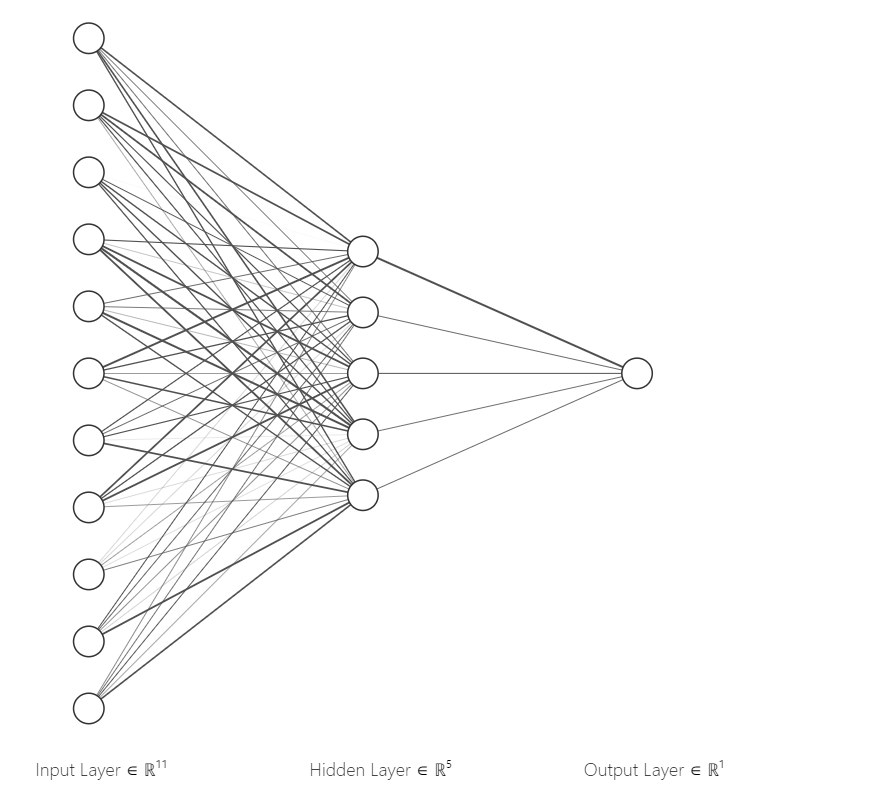 Input Layer ∈ ℝ¹¹
Hidden Layer ∈ ℝ⁵
Output Layer ∈ ℝ¹